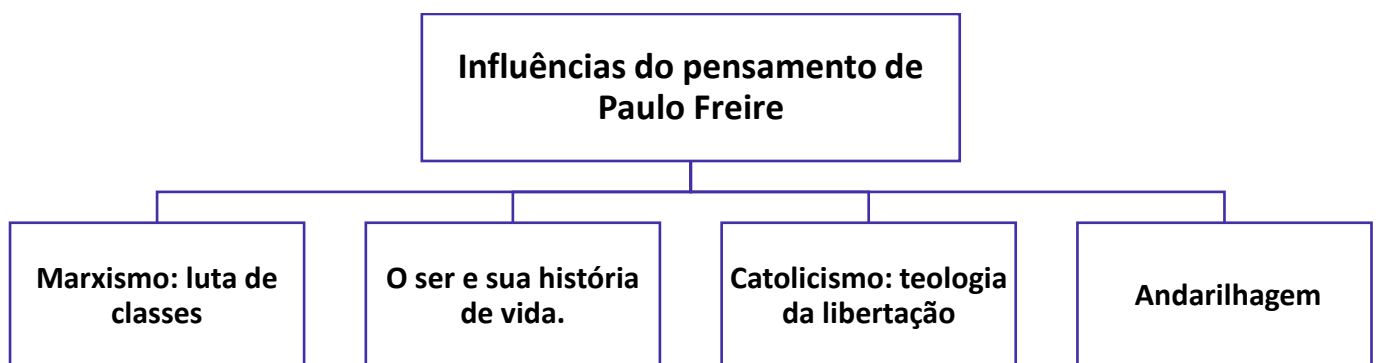 Influências do pensamento de
Paulo Freire
Marxismo: luta de
classes
O ser e sua história
de vida.
Catolicismo: teologia
da libertação
Andarilhagem